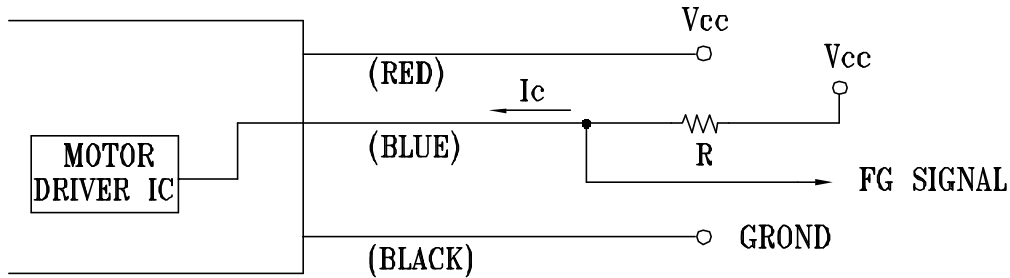 Vcc
Vcc
(RED)
Ic
(BLUE)
R
MOTOR
DRIVER IC
FG SIGNAL
(BLACK)
GROND